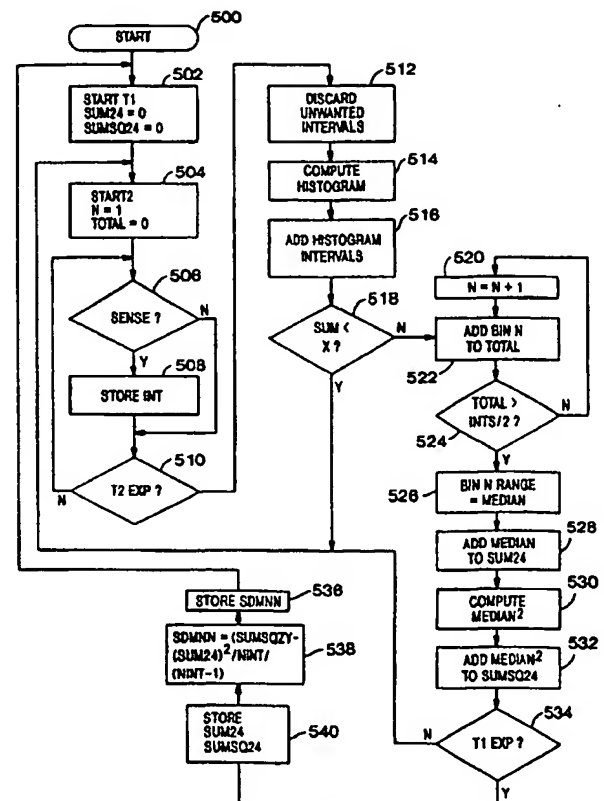 500
START
502
START T1
SUM24 = 0
SUMSQ24 = 0
504
START2
N = 1
TOTAL = 0
506
SENSE ?
N
Y
508
STORE INT
510
T2 EXP ?
N
512
DISCARD
UNWANTED
INTERVALS
514
COMPUTE
HISTOGRAM
516
ADD HISTOGRAM
INTERVALS
518
SUM <
X ?
N
Y
520
N = N + 1
ADD BIN N
TO TOTAL
522
TOTAL >
INTS/2 ?
N
524
Y
BIN N RANGE
= MEDIAN
526
ADD MEDIAN
TO SUM24
528
COMPUTE
MEDIAN2
530
ADD MEDIAN2
TO SUMSQ24
532
T1 EXP ?
534
N
Y
STORE SDMNN
536
SDMNN = (SUMSQZY-
(SUM24)2/NINT/
(NINT-1)
538
STORE
SUM24
SUMSQ24
540